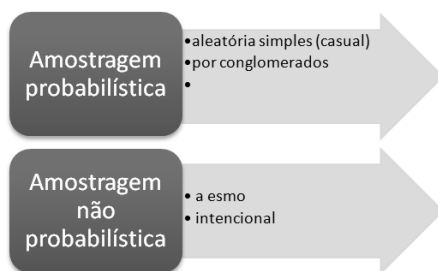 Amostragem
probabilística
•aleatória simples (casual)
•por conglomerados
•
Amostragem
não
probabilística
• a esmo
• intencional